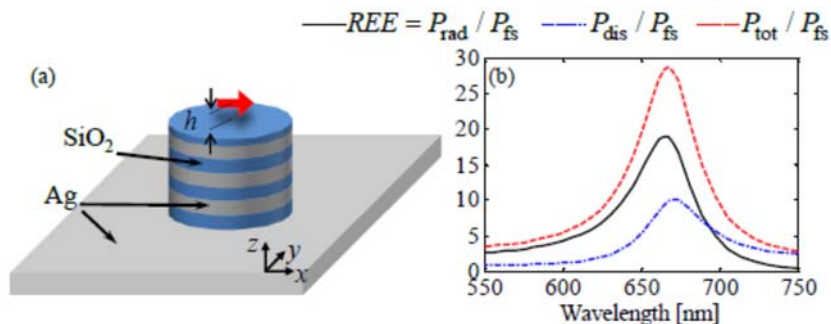 REE = P_rad / P_fs   P_dis / P_fs   P_tot / P_fs
(a)
h
SiO₂
Ag
z
y
x
(b)
30
25
20
15
10
5
0
550 600 650 700 750
Wavelength [nm]